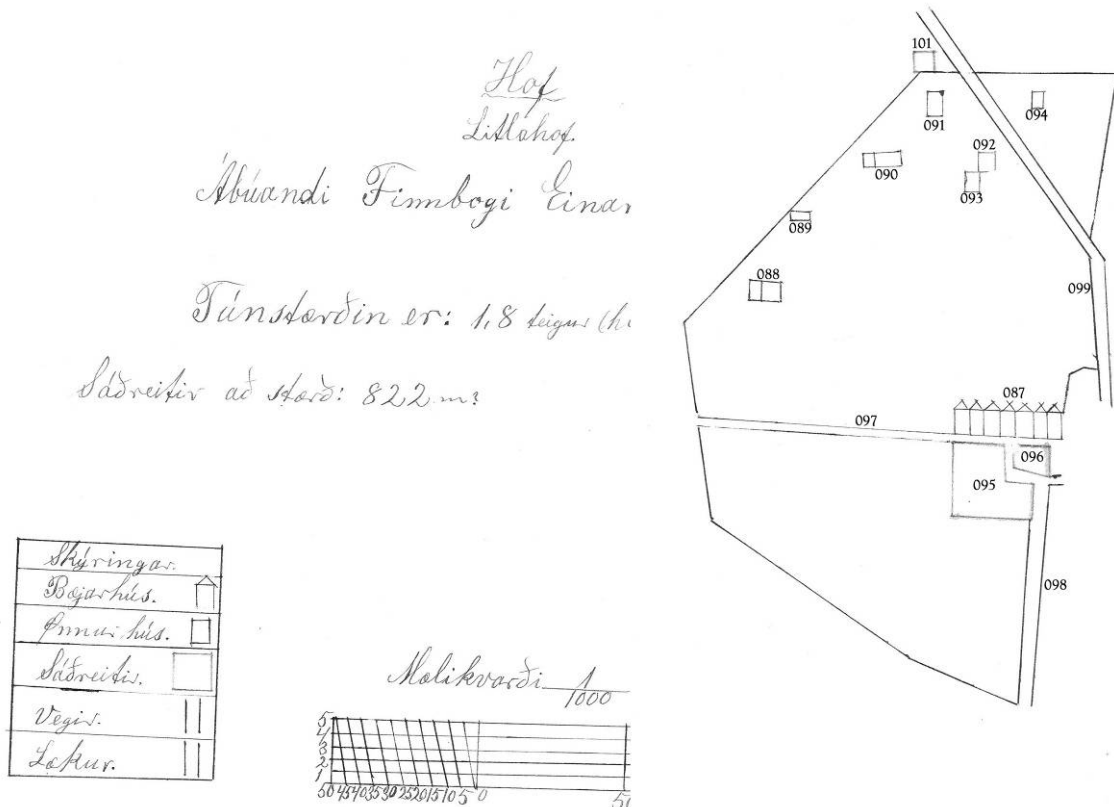 Hof
Litlahof.
Ábúandi Finnbogi Einar
Túnstærðin er: 1,8 teigur (h
Sáðreitir að stærð: 822 m²
Skýringar.
Bæjarhús.
Önnur hús.
Sáðreitir.
Vegir.
Lækur.
Mælikvarði 1/1000
5
4
3
2
1
50 45 40 35 30 25 20 15 10 5 0 5
101
094
091
092
090
093
089
088
099
087
097
096
095
098